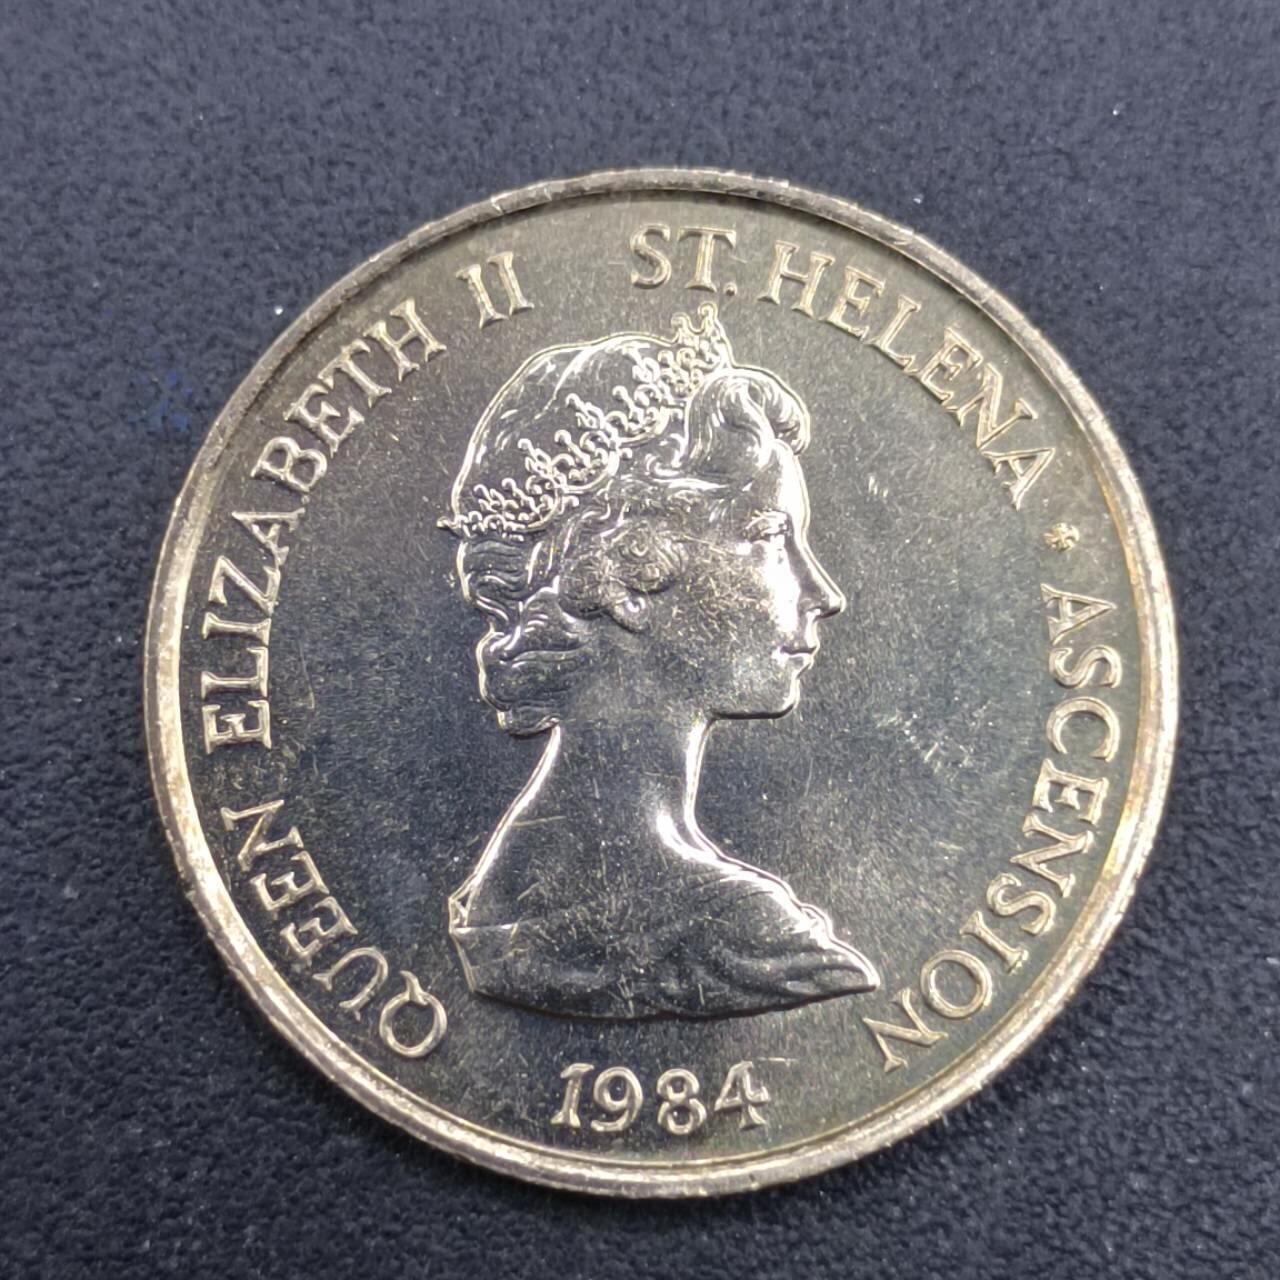 QUEEN ELIZABETH II ST. HELENA * ASCENSION
1984